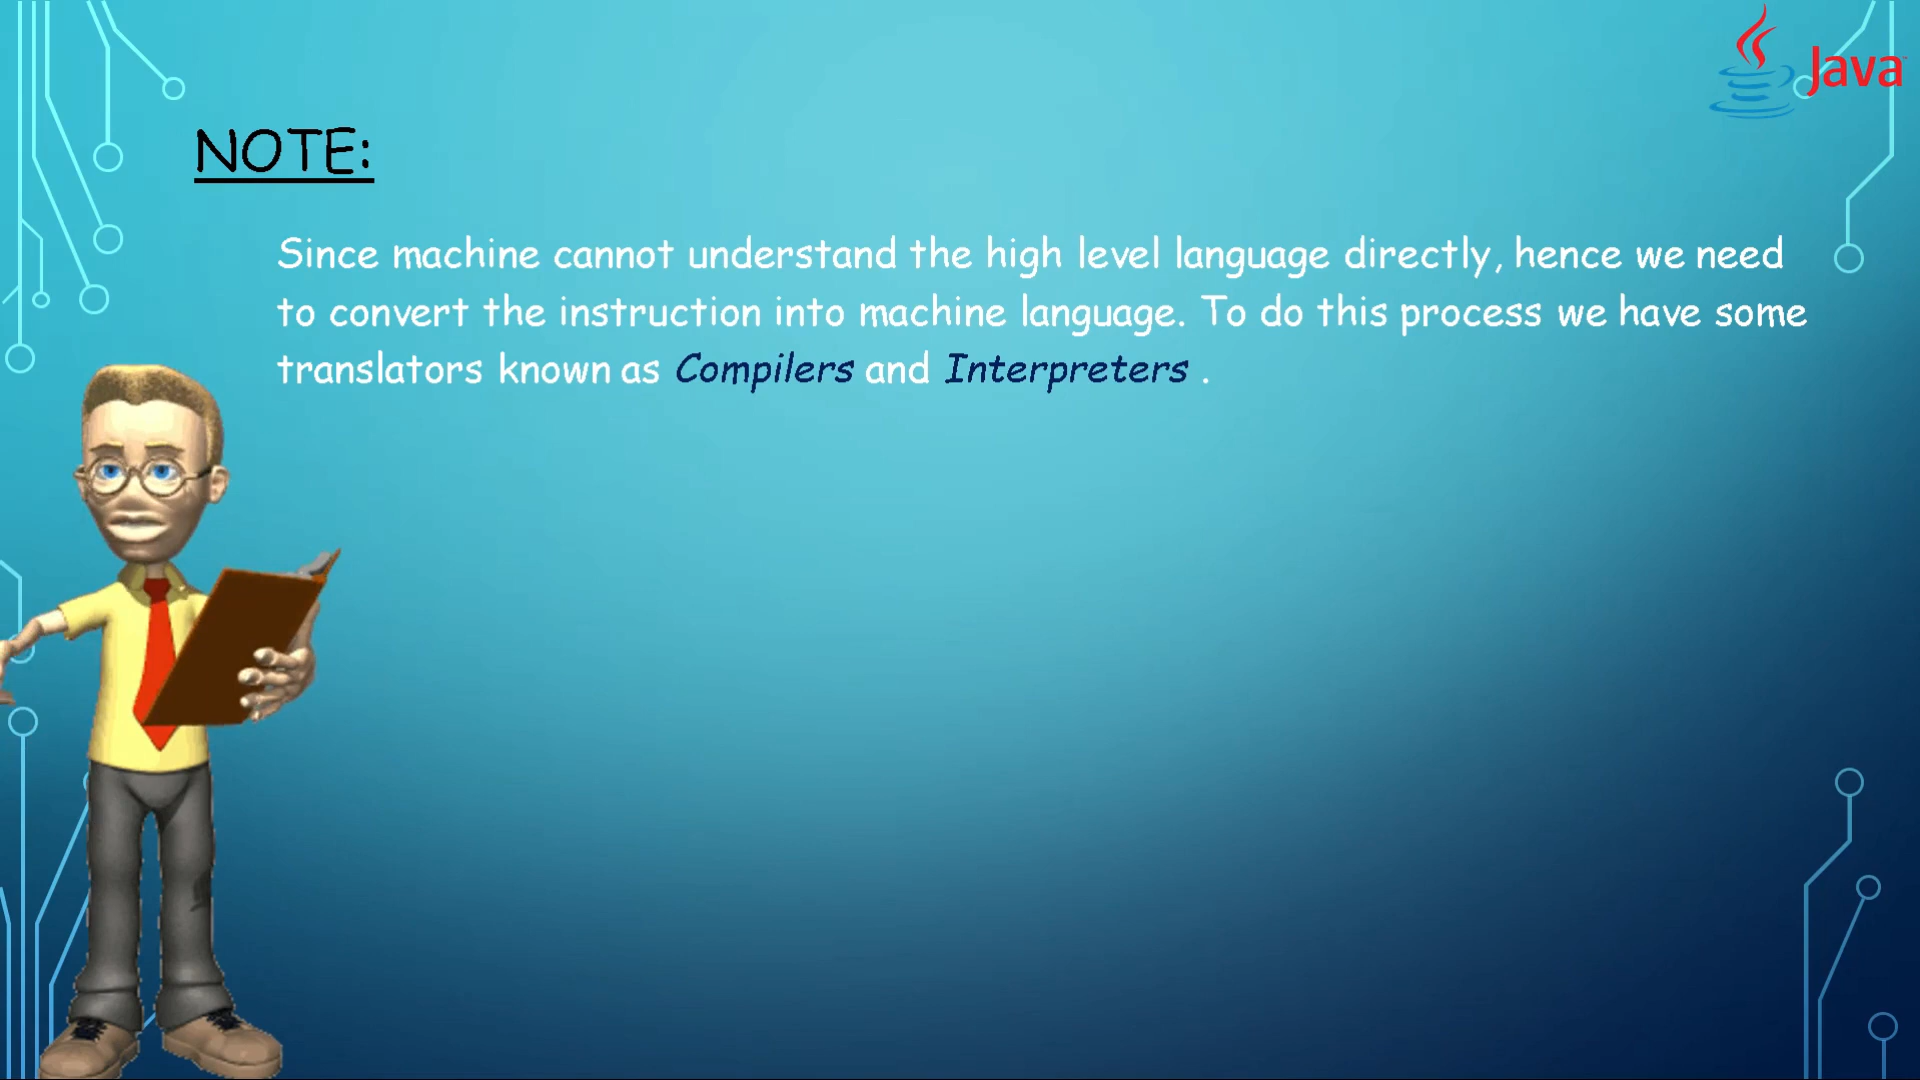 Java
NOTE:
Since machine cannot understand the high level language directly, hence we need
to convert the instruction into machine language. To do this process we have some
translators known as Compilers and Interpreters .